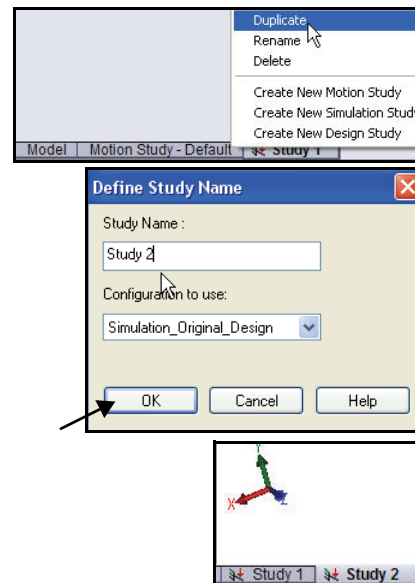 Duplicate
Rename
Delete
Create New Motion Study
Create New Simulation Study
Create New Design Study
Model Motion Study - Default Study 1
Define Study Name
Study Name :
Study 2
Configuration to use:
Simulation_Original_Design
OK Cancel Help
Y
X Z
Study 1 Study 2